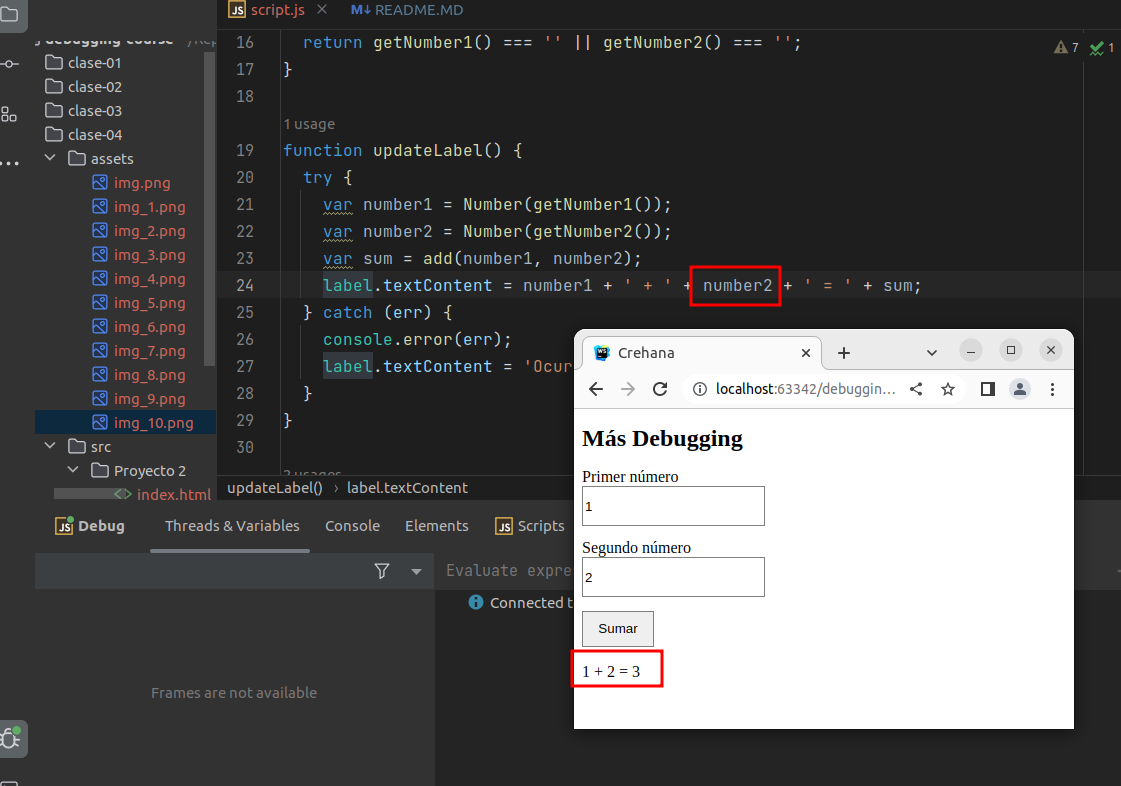 script.js
README.MD
clase-01
clase-02
clase-03
clase-04
assets
img.png
img_1.png
img_2.png
img_3.png
img_4.png
img_5.png
img_6.png
img_7.png
img_8.png
img_9.png
img_10.png
src
Proyecto 2
index.html
16 return getNumber1() === '' || getNumber2() === '';
17 }
18
1 usage
19 function updateLabel() {
20 try {
21 var number1 = Number(getNumber1());
22 var number2 = Number(getNumber2());
23 var sum = add(number1, number2);
24 label.textContent = number1 + ' + ' + number2 + ' = ' + sum;
25 } catch (err) {
26 console.error(err);
27 label.textContent = 'Ocur
28 }
29 }
30
7
1
updateLabel() › label.textContent
Debug
Threads & Variables
Console
Elements
Scripts
Evaluate expre
Connected t
Frames are not available
Crehana
localhost:63342/debuggin...
Más Debugging
Primer número
1
Segundo número
2
Sumar
1 + 2 = 3